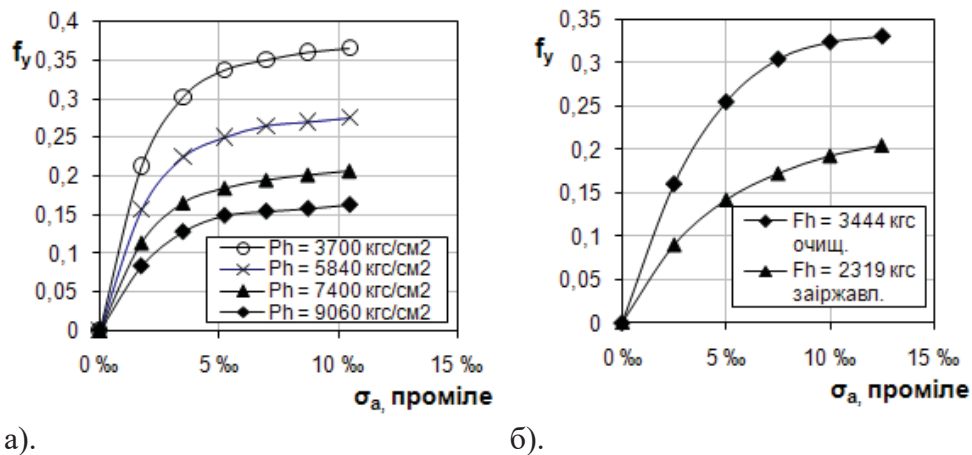 0,4
f_y 0,35
0,3
0,25
0,2
0,15
0,1
0,05
0
Ph = 3700 кгс/см2
Ph = 5840 кгс/см2
Ph = 7400 кгс/см2
Ph = 9060 кгс/см2
0 ‰ 5 ‰ 10 ‰ 15 ‰
σ_a, проміле
а).
0,35
f_y 0,3
0,25
0,2
0,15
0,1
0,05
0
Fh = 3444 кгс
очищ.
Fh = 2319 кгс
заіржавл.
0 ‰ 5 ‰ 10 ‰ 15 ‰
σ_a, проміле
б).